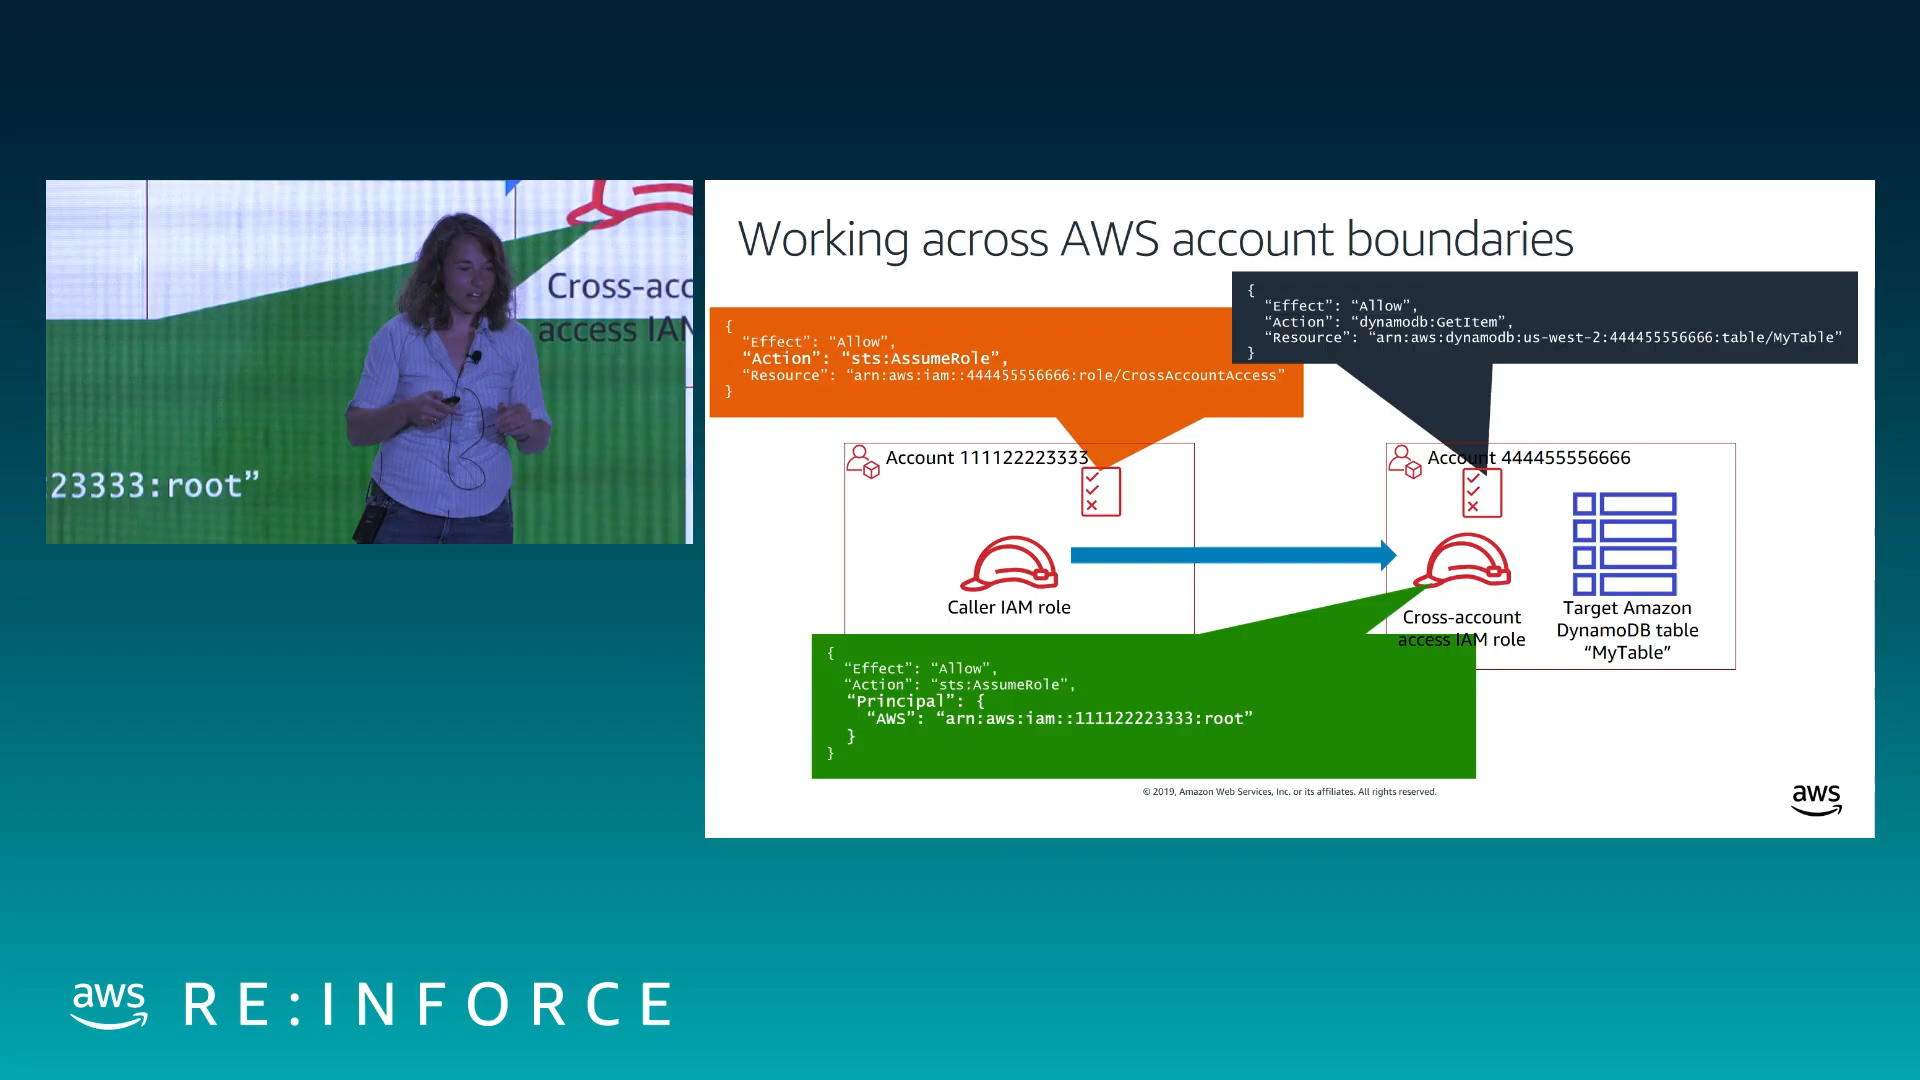 Cross-acc
access IAM
23333:root”
Working across AWS account boundaries
{
“Effect”: “Allow”,
“Action”: “sts:AssumeRole”,
“Resource”: “arn:aws:iam::444455556666:role/CrossAccountAccess”
}
{
“Effect”: “Allow”,
“Action”: “dynamodb:GetItem”,
“Resource”: “arn:aws:dynamodb:us-west-2:444455556666:table/MyTable”
}
Account 111122223333
Caller IAM role
Account 444455556666
Cross-account
access IAM role
Target Amazon
DynamoDB table
“MyTable”
{
“Effect”: “Allow”,
“Action”: “sts:AssumeRole”,
“Principal”: {
“AWS”: “arn:aws:iam::111122223333:root”
}
}
© 2019, Amazon Web Services, Inc. or its affiliates. All rights reserved.
aws
aws RE:INFORCE